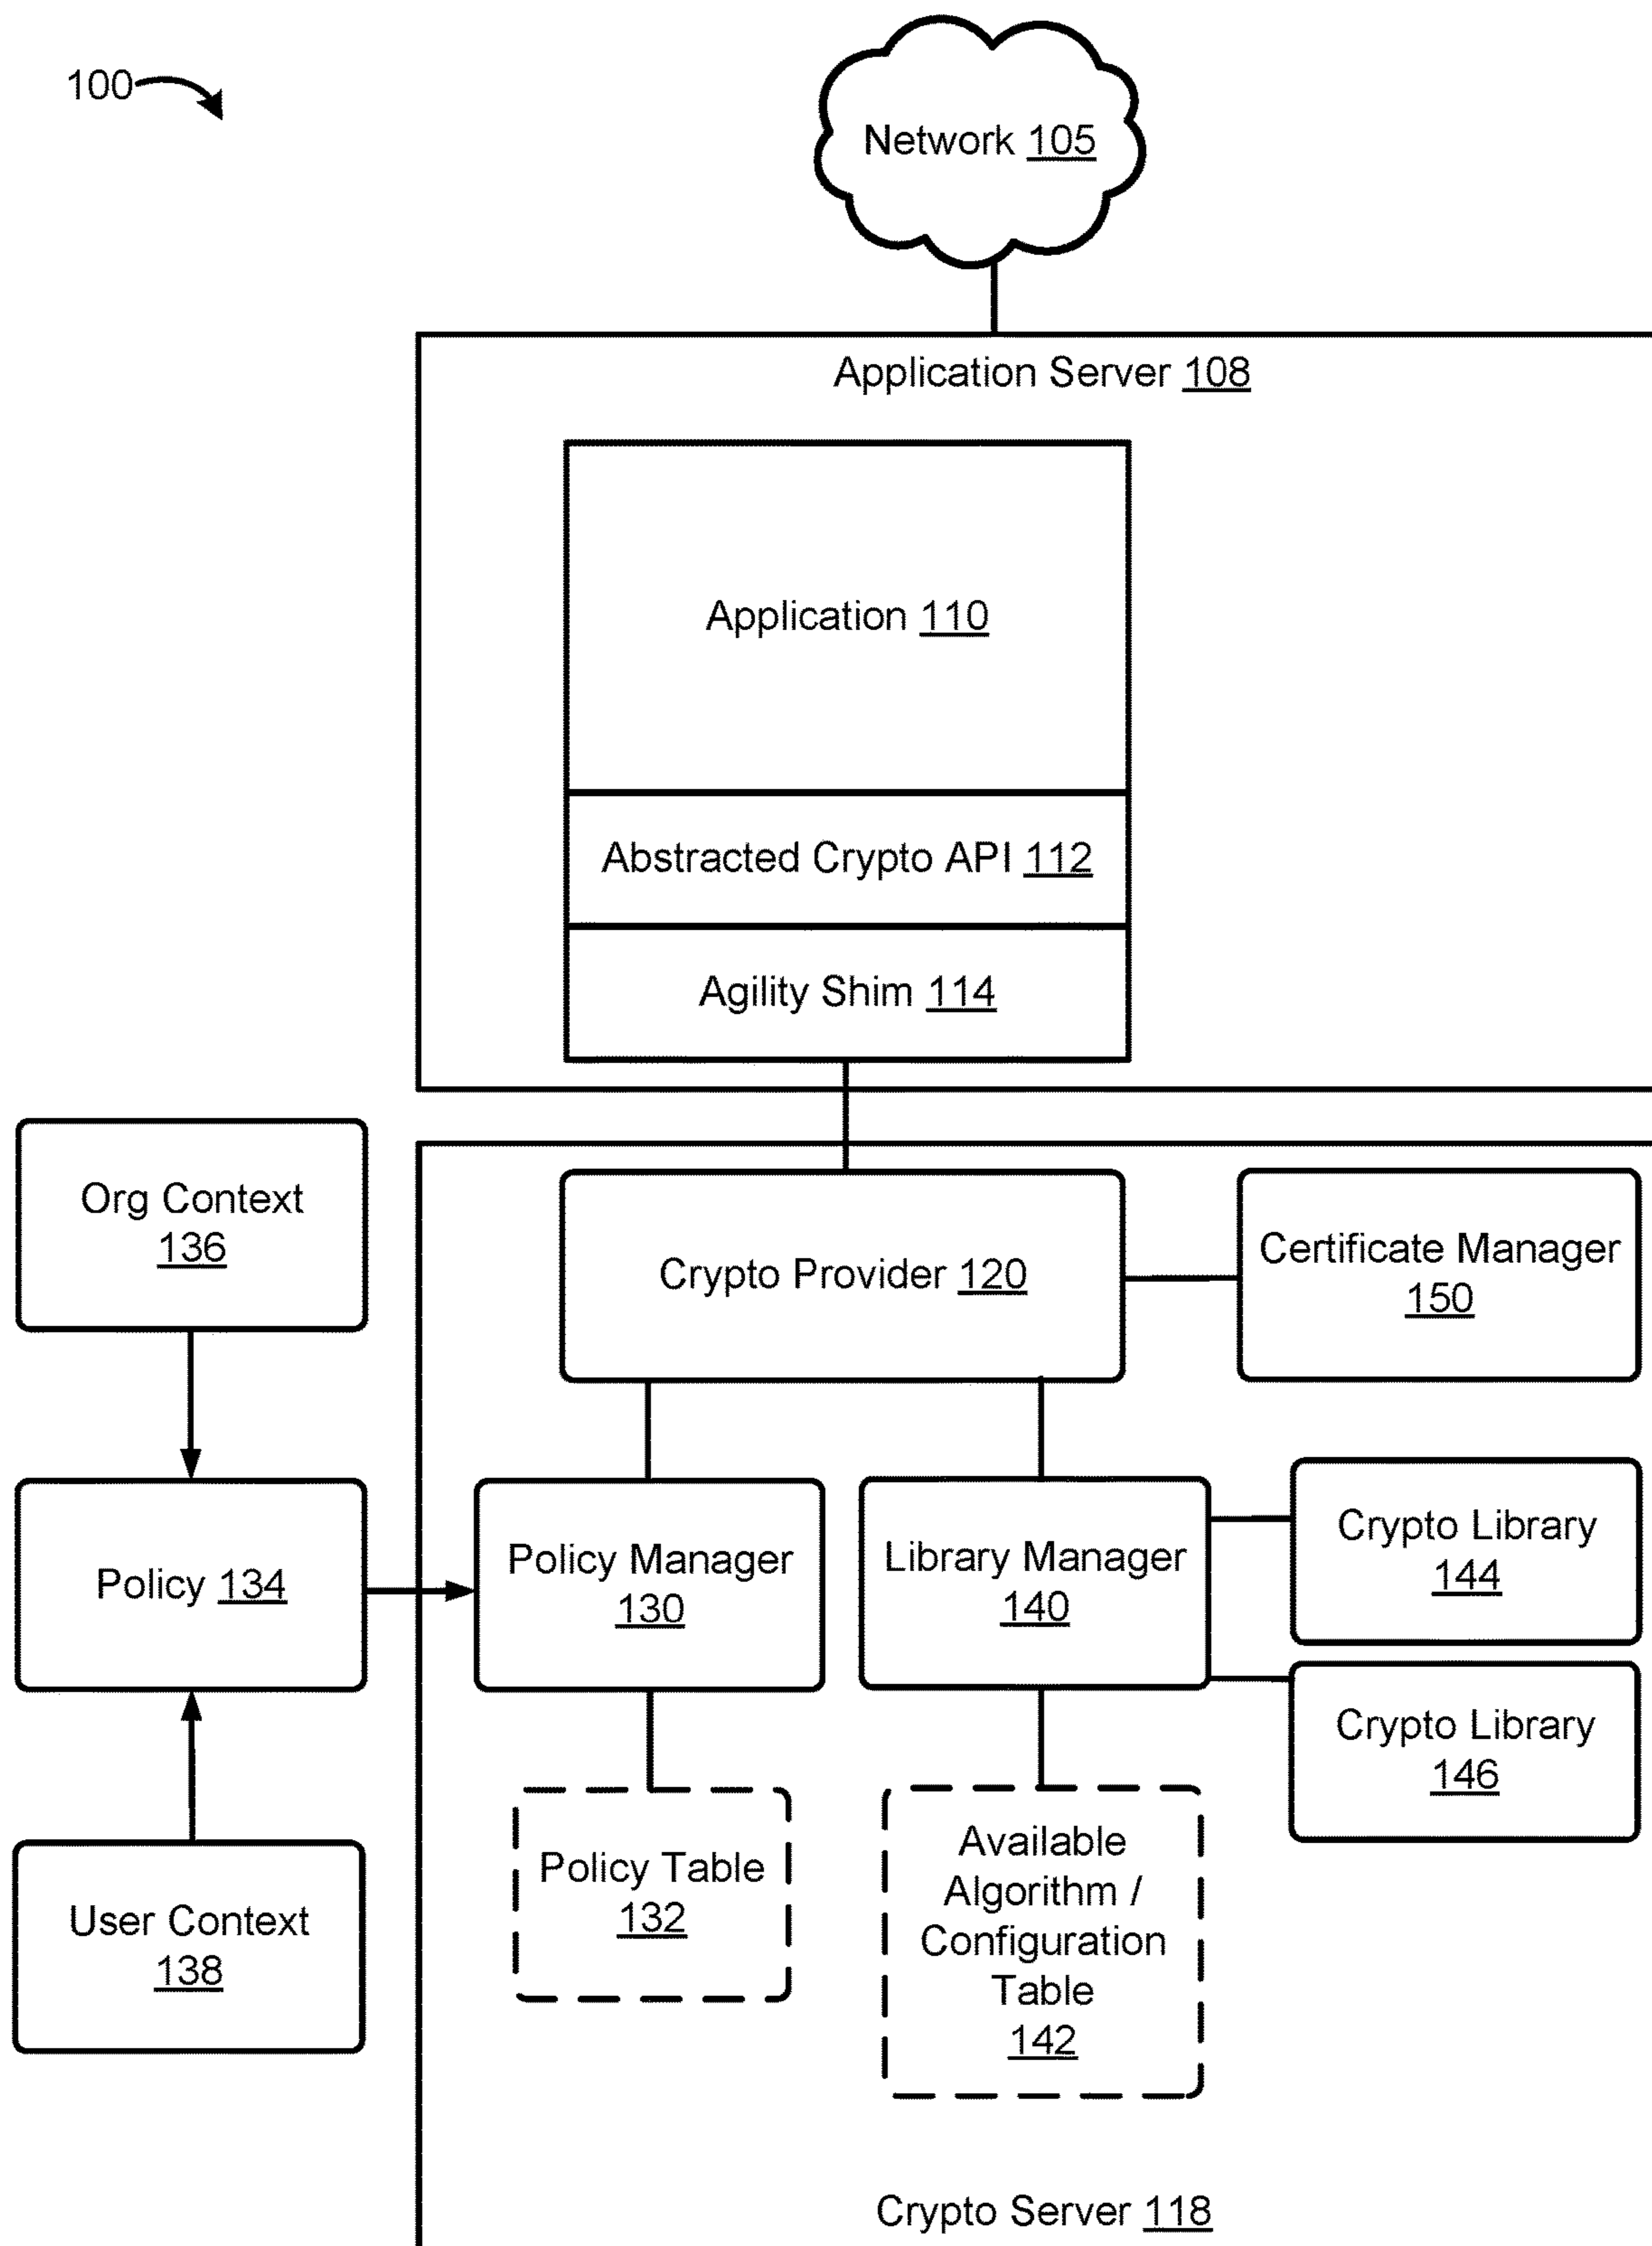 100
Network 105
Application Server 108
Application 110
Abstracted Crypto API 112
Agility Shim 114
Org Context
136
Crypto Provider 120
Certificate Manager
150
Policy 134
Policy Manager
130
Library Manager
140
Crypto Library
144
Crypto Library
146
User Context
138
Policy Table
132
Available
Algorithm /
Configuration
Table
142
Crypto Server 118